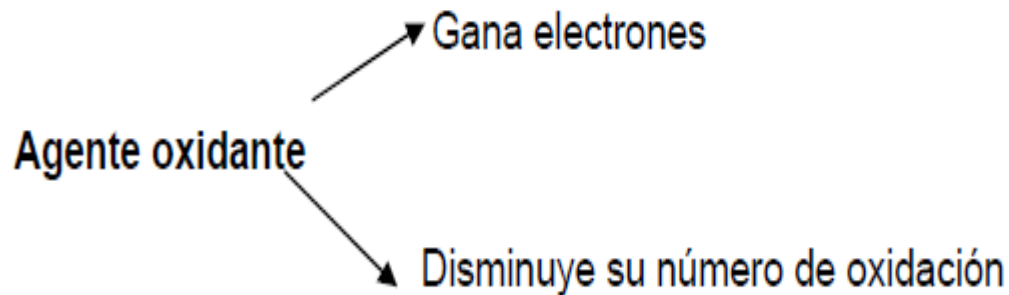 Gana electrones
Agente oxidante
Disminuye su número de oxidación